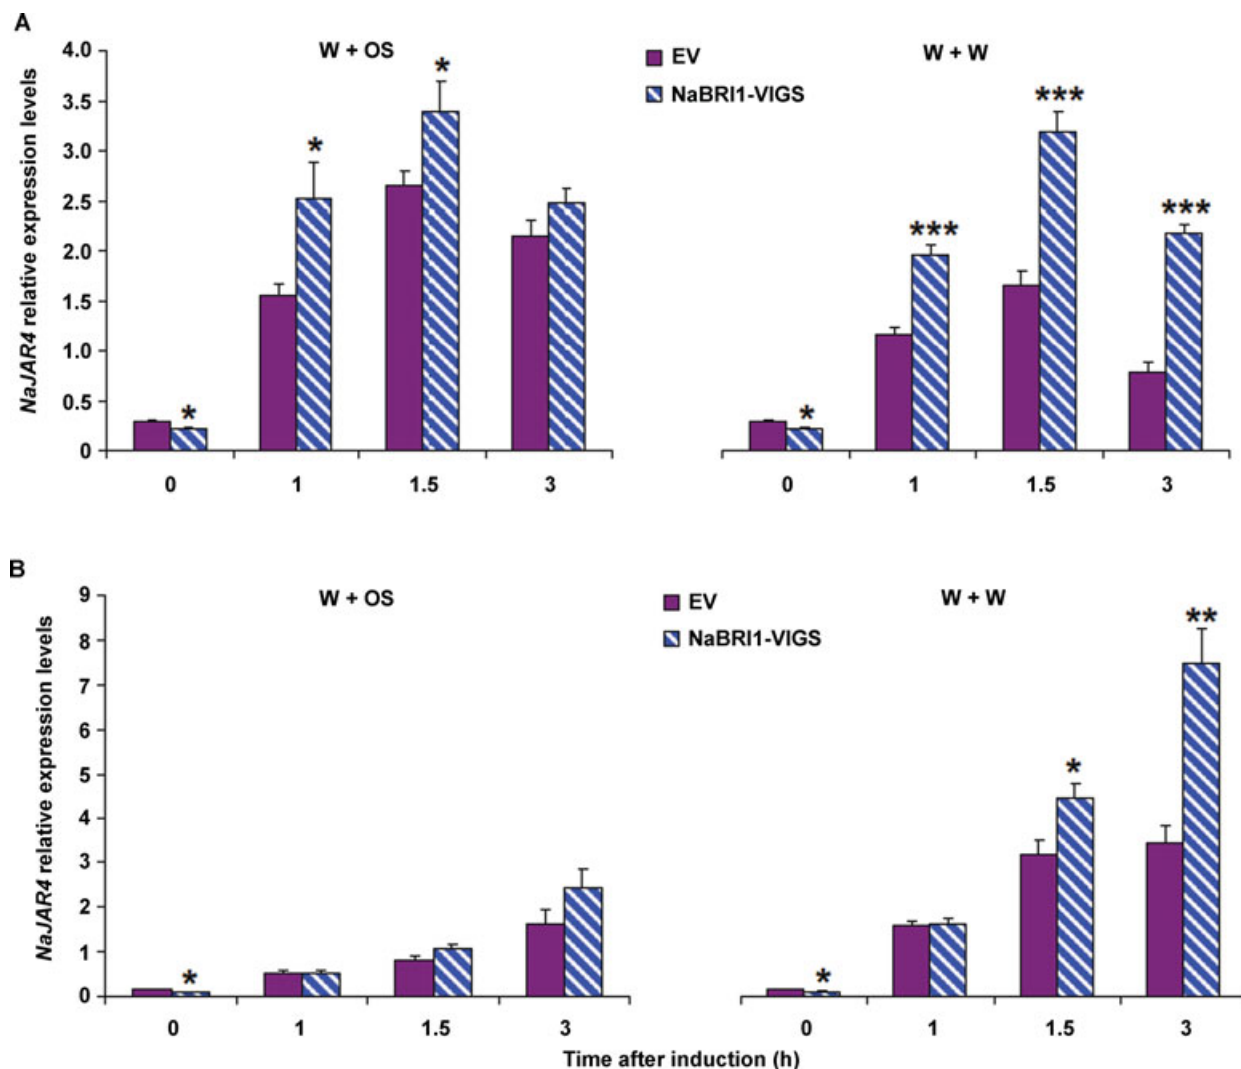 A
W + OS
EV
NaBRI1-VIGS
W + W
NaJAR4 relative expression levels
4.0
3.5
3.0
2.5
2.0
1.5
1.0
0.5
0
* * *
*** *** ***
* *
0 1 1.5 3
0 1 1.5 3
B
W + OS
EV
NaBRI1-VIGS
W + W
NaJAR4 relative expression levels
9
8
7
6
5
4
3
2
1
0
*
* * **
0 1 1.5 3
0 1 1.5 3
Time after induction (h)